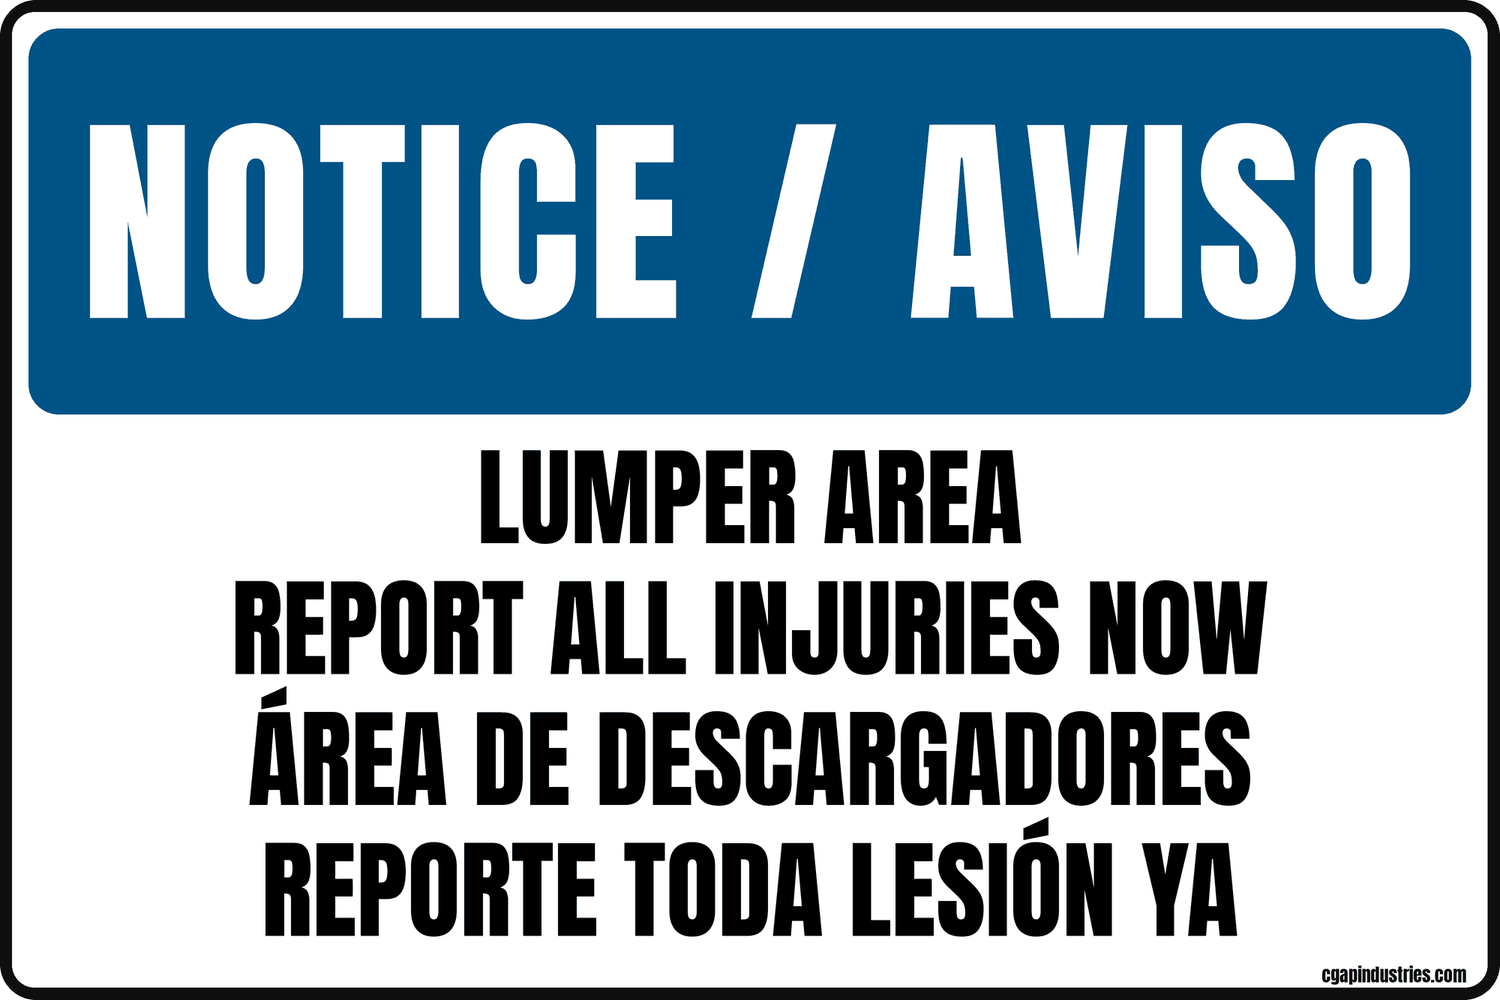 NOTICE / AVISO
LUMPER AREA
REPORT ALL INJURIES NOW
ÁREA DE DESCARGADORES
REPORTE TODA LESIÓN YA
cgapindustries.com